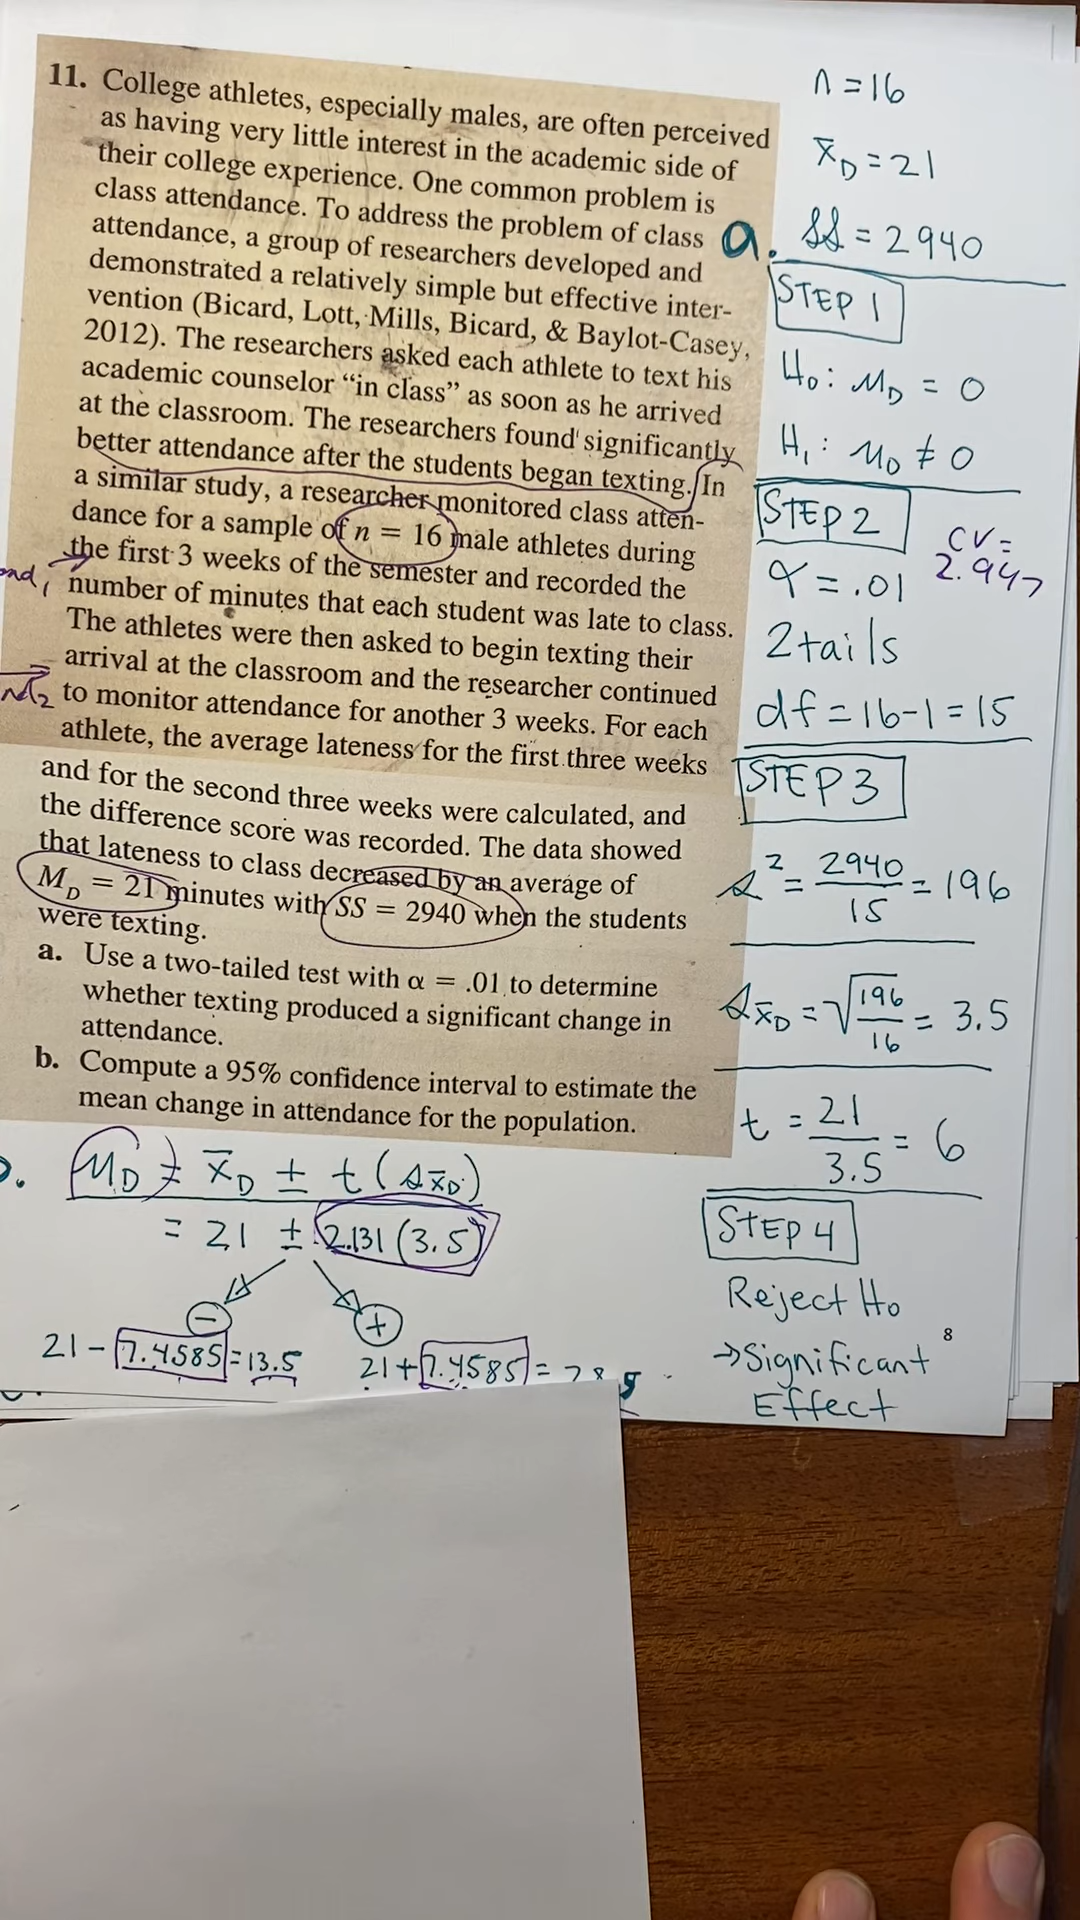 11. College athletes, especially males, are often perceived
as having very little interest in the academic side of
their college experience. One common problem is
class attendance. To address the problem of class
attendance, a group of researchers developed and
demonstrated a relatively simple but effective inter-
vention (Bicard, Lott, Mills, Bicard, & Baylot-Casey,
2012). The researchers asked each athlete to text his
academic counselor “in class” as soon as he arrived
at the classroom. The researchers found significantly
better attendance after the students began texting. In
a similar study, a researcher monitored class atten-
dance for a sample of n = 16 male athletes during
the first 3 weeks of the semester and recorded the
number of minutes that each student was late to class.
The athletes were then asked to begin texting their
arrival at the classroom and the researcher continued
to monitor attendance for another 3 weeks. For each
athlete, the average lateness for the first three weeks
and for the second three weeks were calculated, and
the difference score was recorded. The data showed
that lateness to class decreased by an average of
M_D = 21 minutes with SS = 2940 when the students
were texting.
a. Use a two-tailed test with α = .01 to determine
whether texting produced a significant change in
attendance.
b. Compute a 95% confidence interval to estimate the
mean change in attendance for the population.
μ_D = x̄_D ± t (s_x̄_D)
= 21 ± 2.131 (3.5)
− +
21 − 7.4585 = 13.5 21 + 7.4585 = 28.5
n = 16
x̄_D = 21
a. SS = 2940
STEP 1
H₀: μ_D = 0
H₁: μ_D ≠ 0
STEP 2
CV =
2.947
α = .01
2 tails
df = 16-1 = 15
STEP 3
s² = 2940/15 = 196
s_x̄_D = √196/16 = 3.5
t = 21/3.5 = 6
STEP 4
Reject H₀
→ Significant
Effect
8